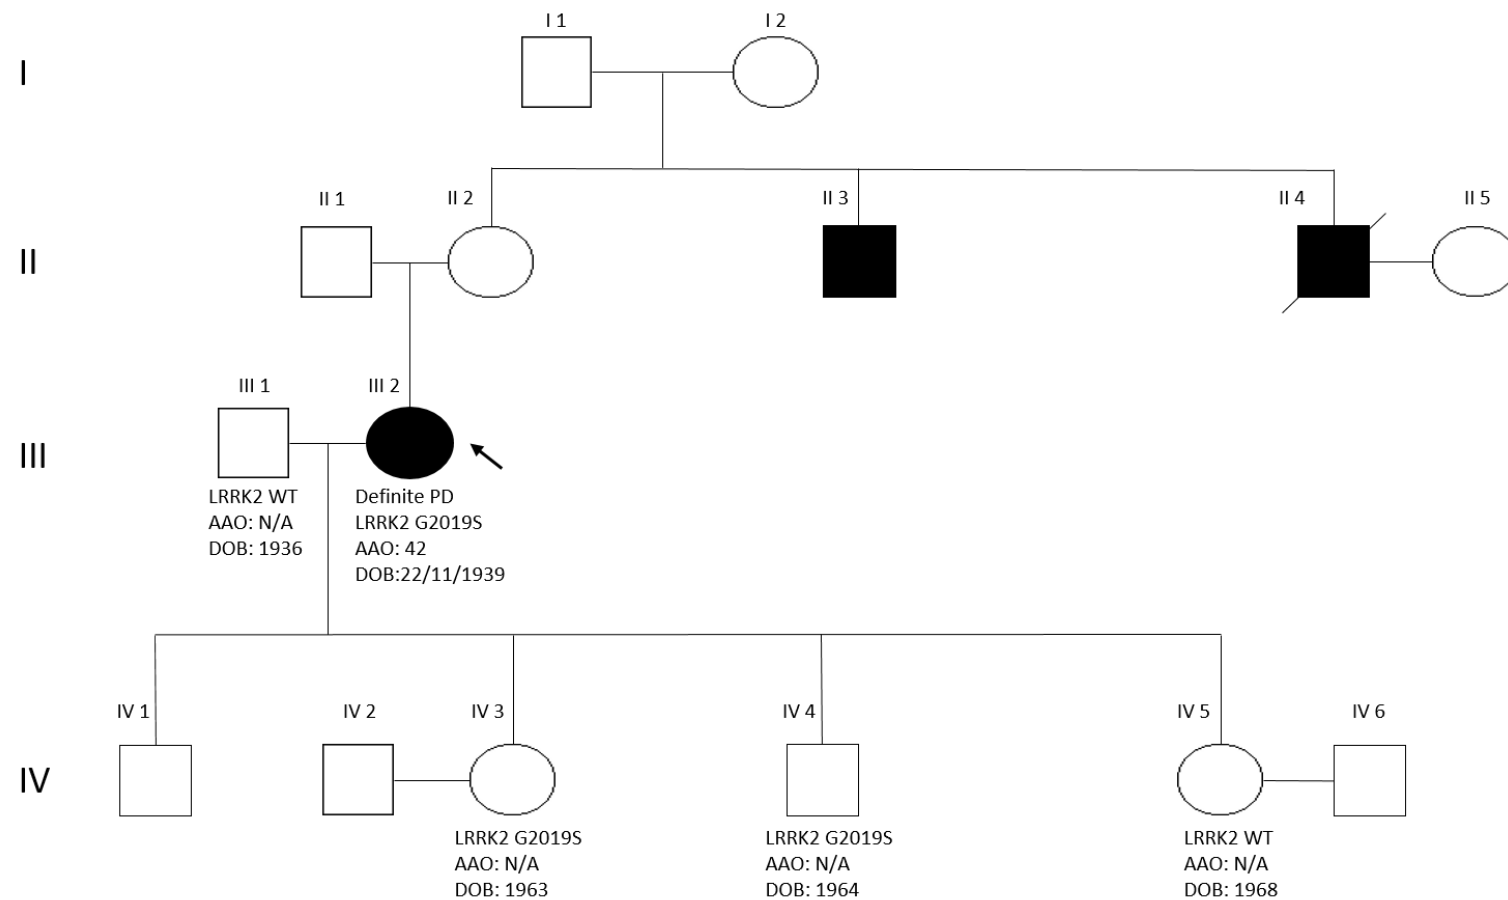 I 1
I 2
I
II 1
II 2
II 3
II 4
II 5
II
III 1
III 2
III
LRRK2 WT
AAO: N/A
DOB: 1936
Definite PD
LRRK2 G2019S
AAO: 42
DOB:22/11/1939
IV 1
IV 2
IV 3
IV 4
IV 5
IV 6
IV
LRRK2 G2019S
AAO: N/A
DOB: 1963
LRRK2 G2019S
AAO: N/A
DOB: 1964
LRRK2 WT
AAO: N/A
DOB: 1968